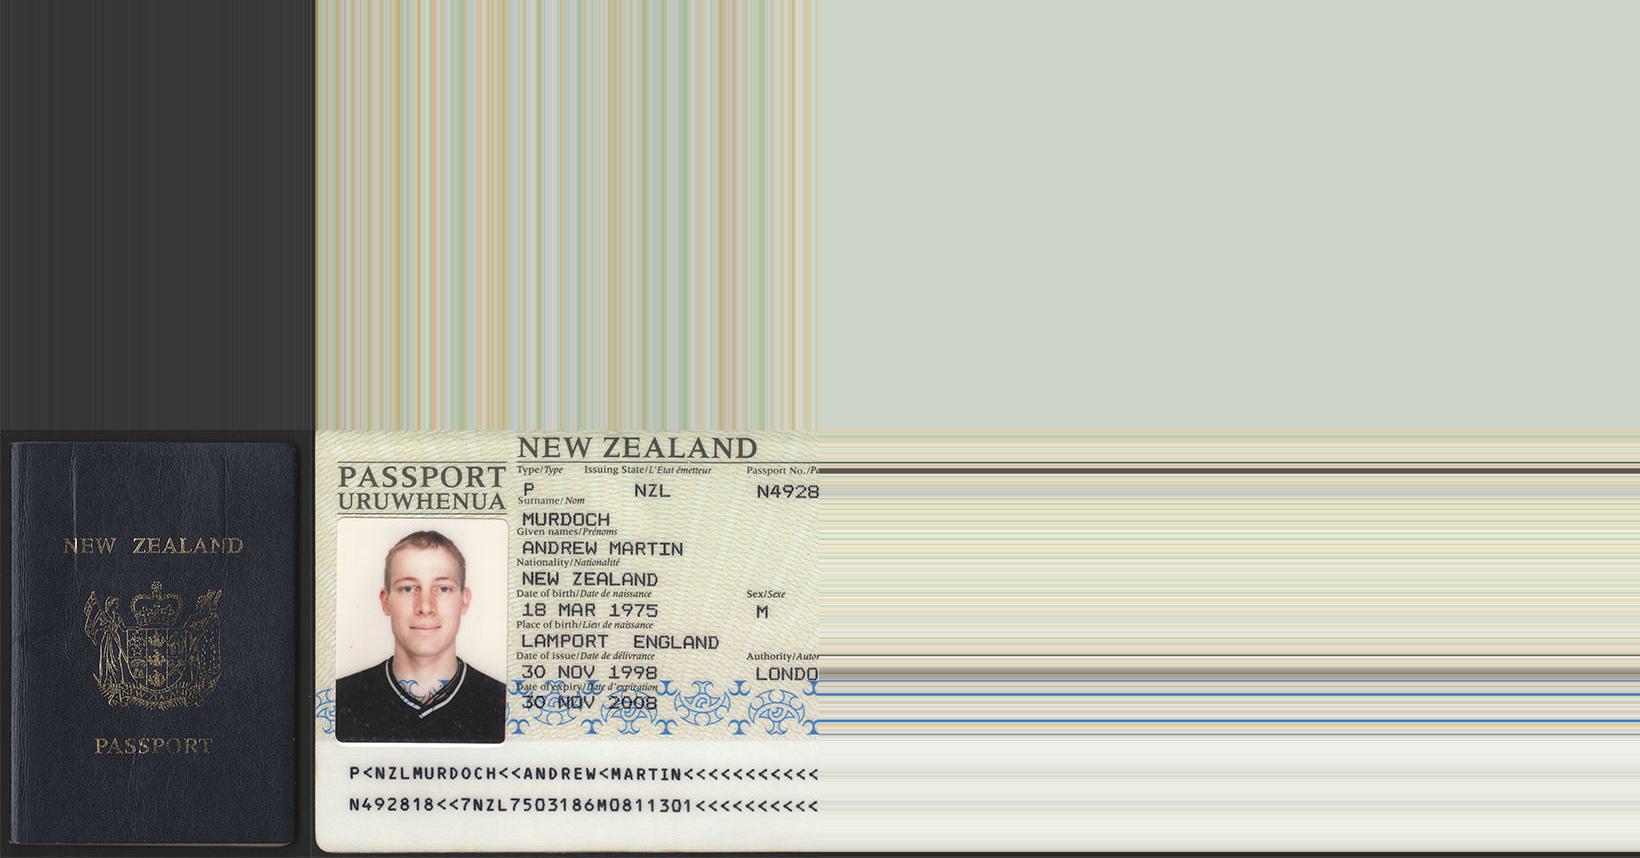 NEW ZEALAND
PASSPORT
NEW ZEALAND
PASSPORT
URUWHENUA
Type/Type Issuing State/L'Etat émetteur Passport No./Pa
P NZL N4928
Surname/Nom
MURDOCH
Given names/Prénoms
ANDREW MARTIN
Nationality/Nationalité
NEW ZEALAND
Date of birth/Date de naissance Sex/Sexe
18 MAR 1975 M
Place of birth/Lieu de naissance
LAMPORT ENGLAND
Date of issue/Date de délivrance Authority/Autor
30 NOV 1998 LONDO
Date of expiry/Date d'expiration
30 NOV 2008
P<NZLMURDOCH<<ANDREW<MARTIN<<<<<<<<<<<
N492818<<7NZL7503186M0811301<<<<<<<<<<